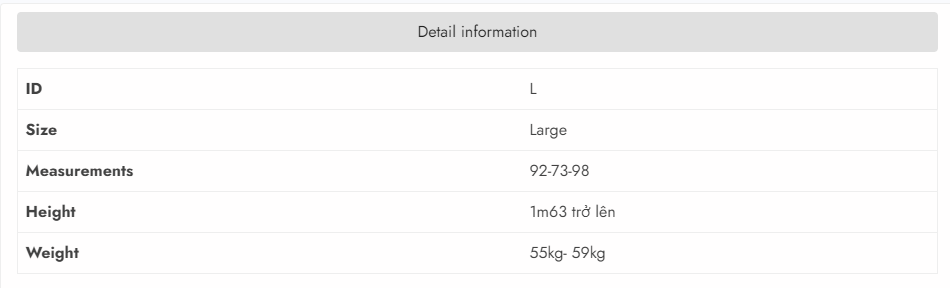 Detail information
ID L
Size Large
Measurements 92-73-98
Height 1m63 trở lên
Weight 55kg- 59kg